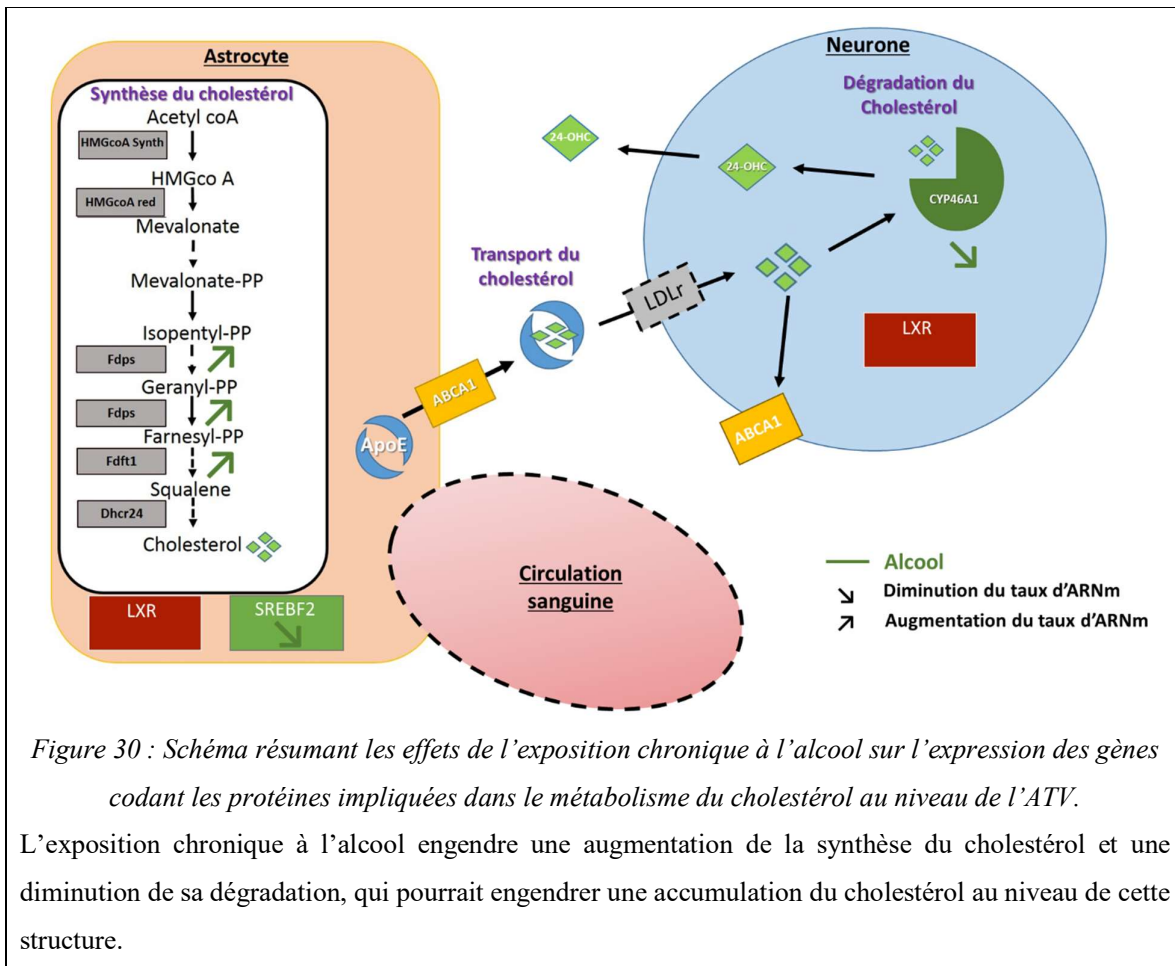 Astrocyte
Synthèse du cholestérol
Acetyl coA
HMGcoA Synth
HMGco A
HMGcoA red
Mevalonate
Mevalonate-PP
Isopentyl-PP
Fdps
Geranyl-PP
Fdps
Farnesyl-PP
Fdft1
Squalene
Dhcr24
Cholesterol
LXR
SREBF2
ApoE
ABCA1
Transport du
cholestérol
LDLr
Neurone
Dégradation du
Cholestérol
24-OHC
24-OHC
CYP46A1
LXR
ABCA1
Circulation
sanguine
Alcool
Diminution du taux d'ARNm
Augmentation du taux d'ARNm
Figure 30 : Schéma résumant les effets de l'exposition chronique à l'alcool sur l'expression des gènes
codant les protéines impliquées dans le métabolisme du cholestérol au niveau de l'ATV.
L'exposition chronique à l'alcool engendre une augmentation de la synthèse du cholestérol et une
diminution de sa dégradation, qui pourrait engendrer une accumulation du cholestérol au niveau de cette
structure.